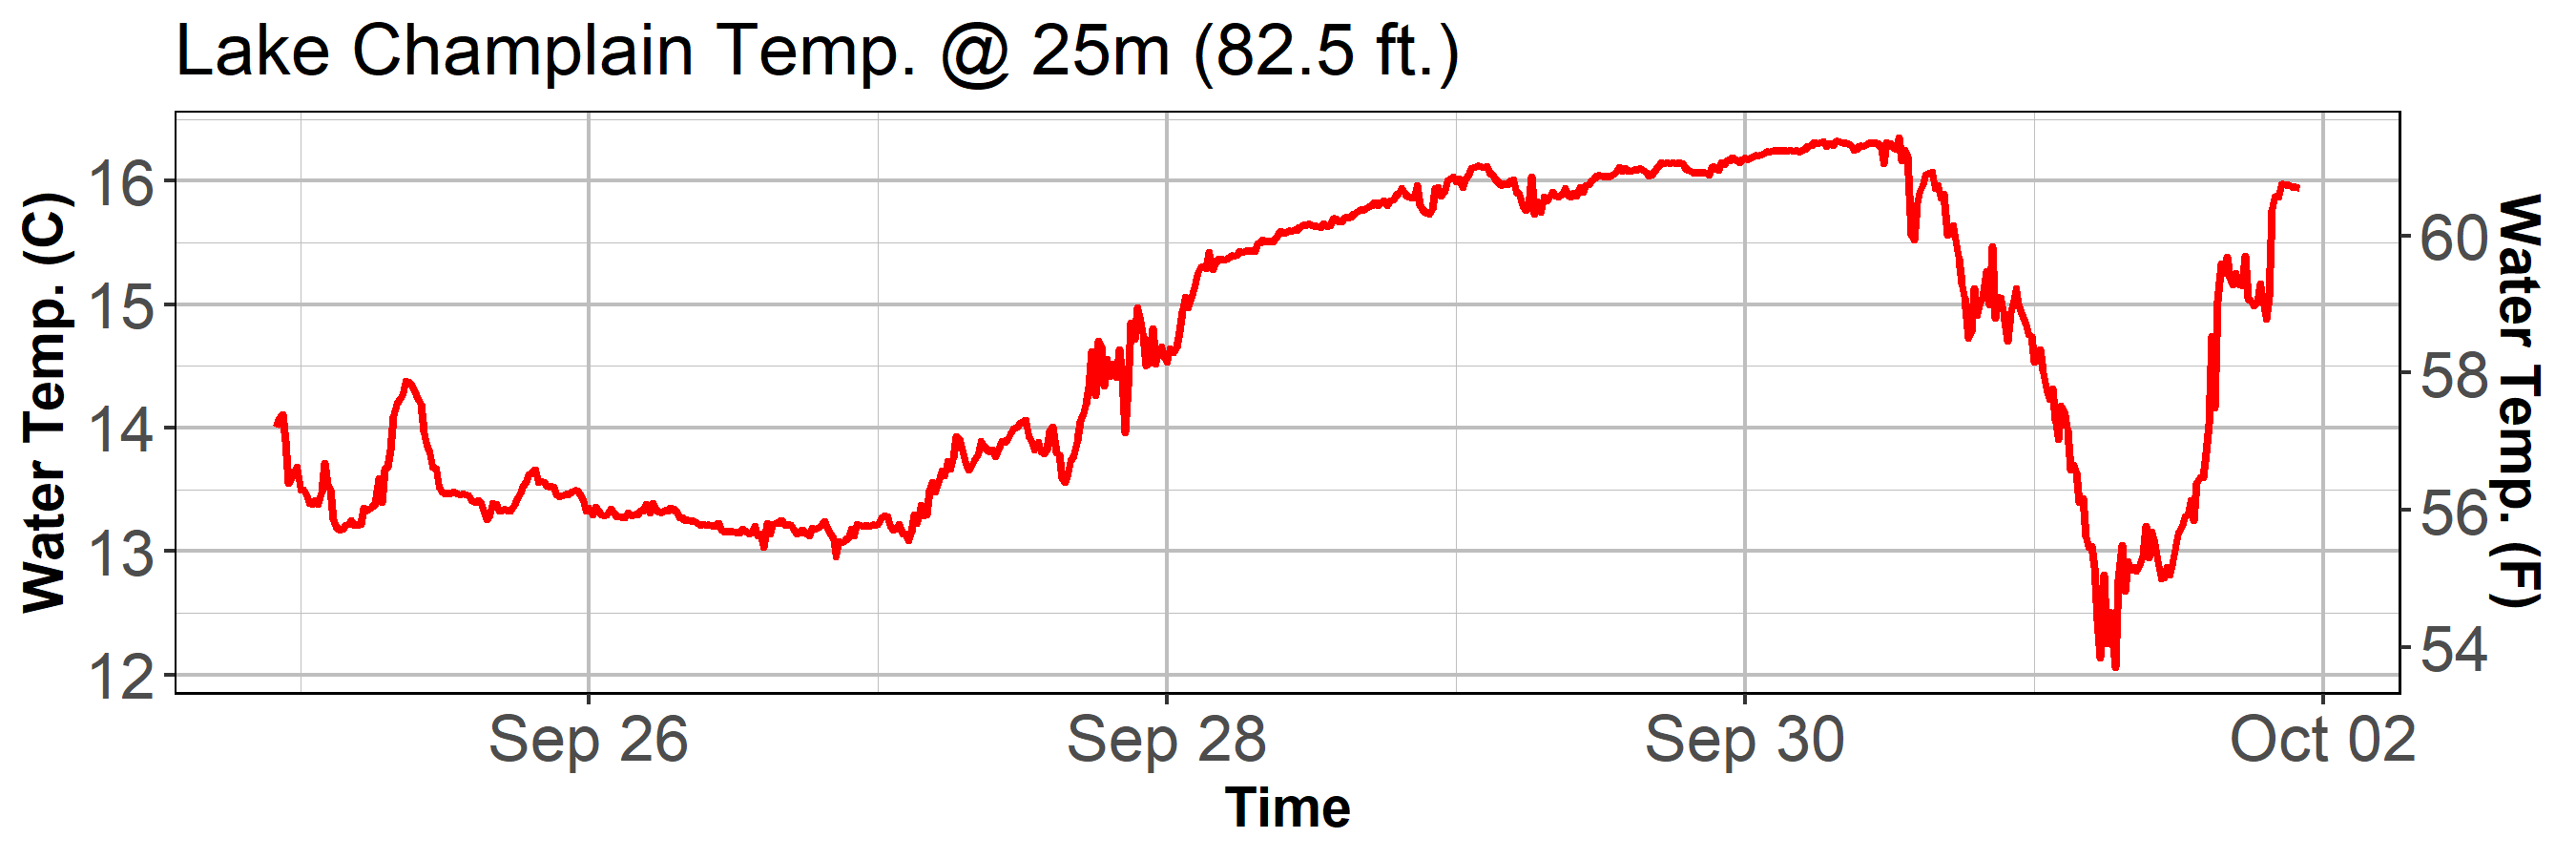 Lake Champlain Temp. @ 25m (82.5 ft.)
Water Temp. (C)
16
15
14
13
12
60
58
56
54
Water Temp. (F)
Sep 26
Sep 28
Sep 30
Oct 02
Time